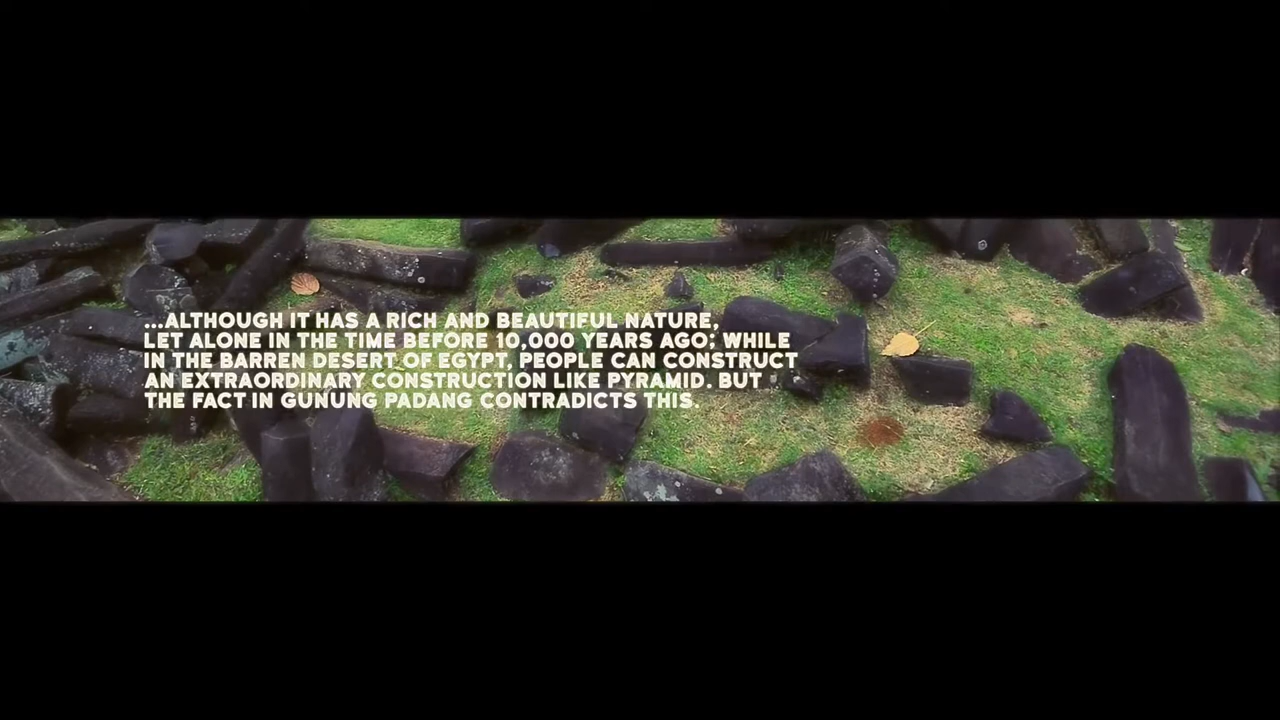 ...ALTHOUGH IT HAS A RICH AND BEAUTIFUL NATURE,
LET ALONE IN THE TIME BEFORE 10,000 YEARS AGO; WHILE
IN THE BARREN DESERT OF EGYPT, PEOPLE CAN CONSTRUCT
AN EXTRAORDINARY CONSTRUCTION LIKE PYRAMID. BUT
THE FACT IN GUNUNG PADANG CONTRADICTS THIS.